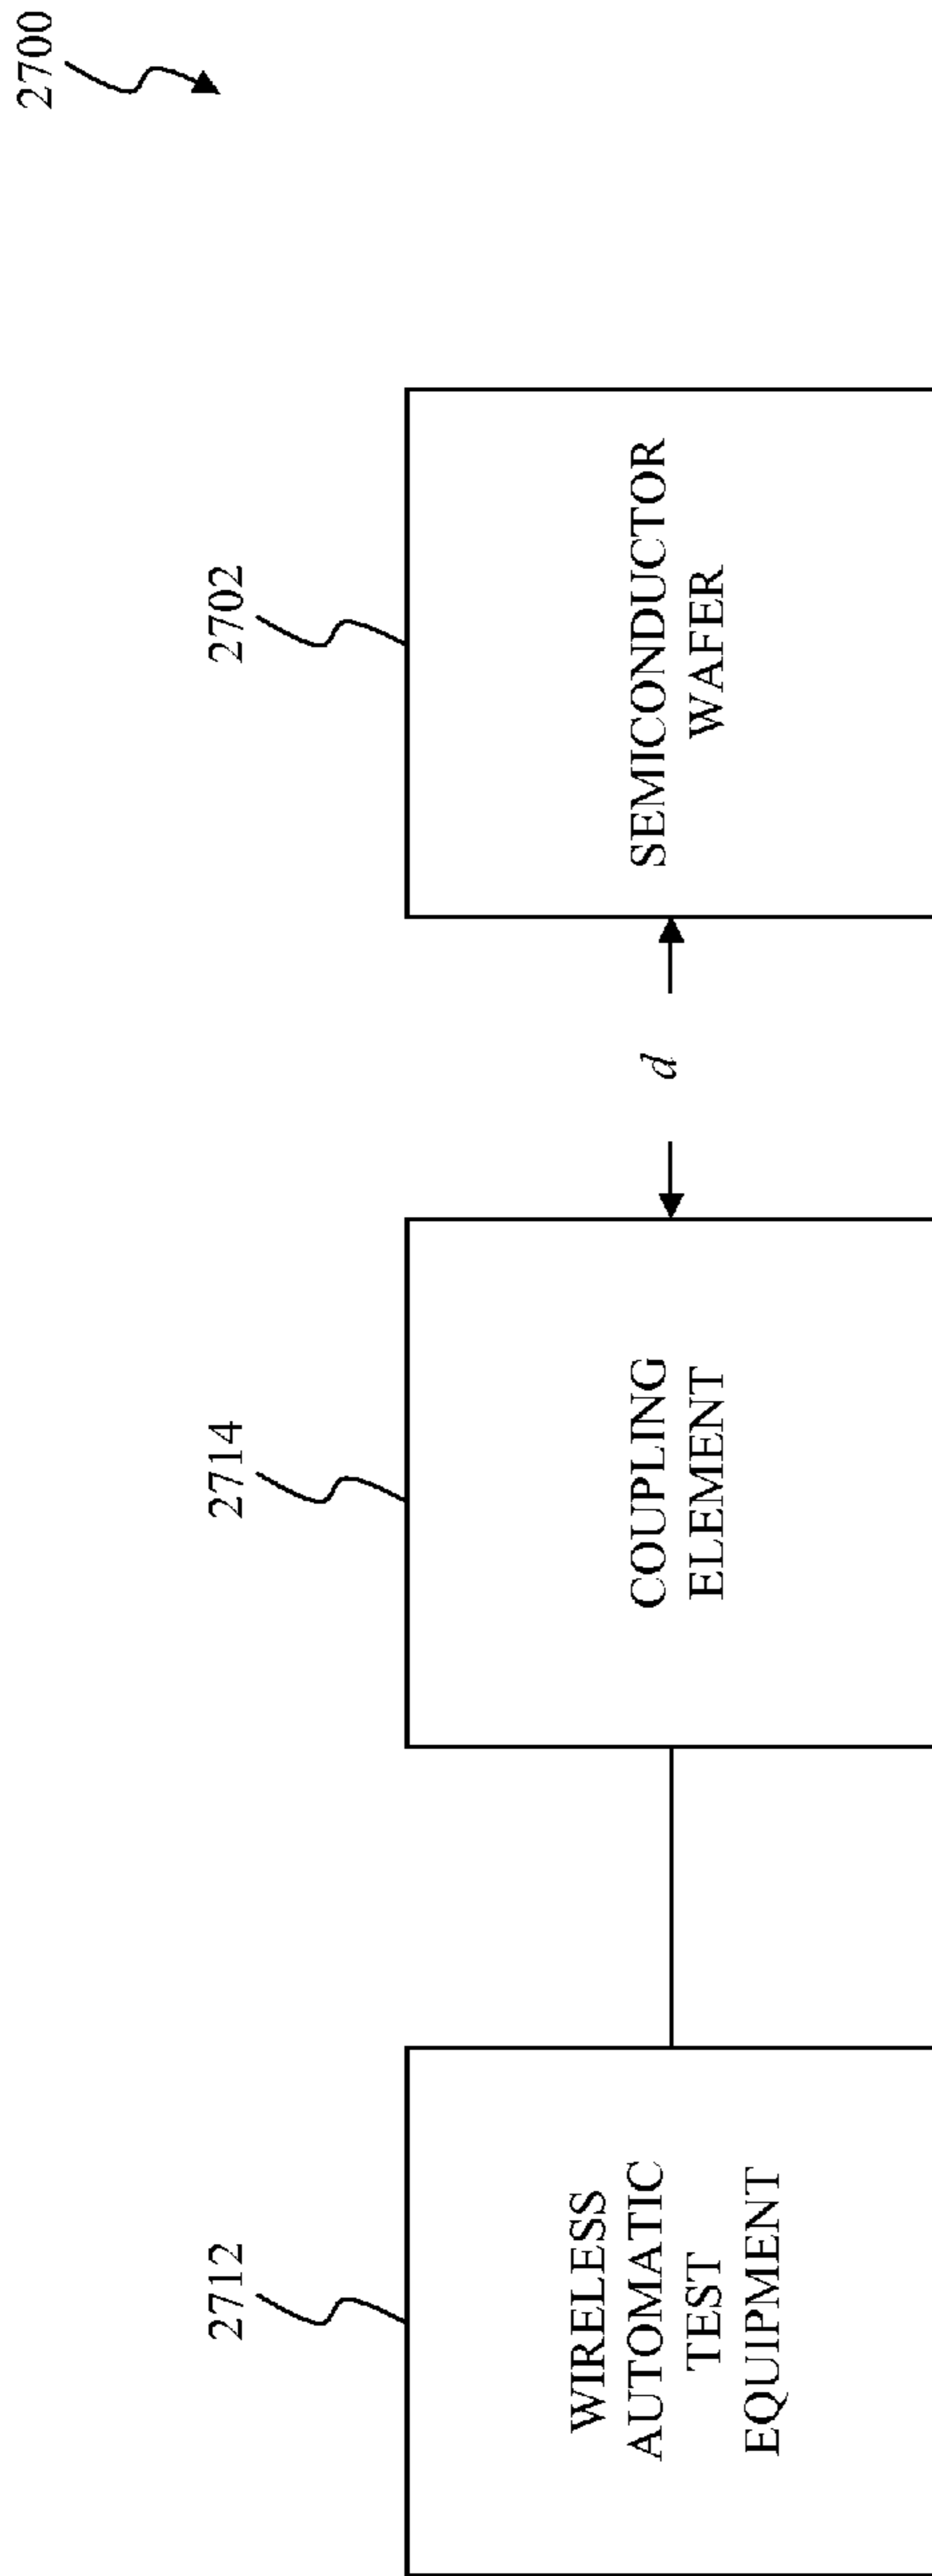 2700
2712
2714
2702
WIRELESS
AUTOMATIC
TEST
EQUIPMENT
COUPLING
ELEMENT
d
SEMICONDUCTOR
WAFER